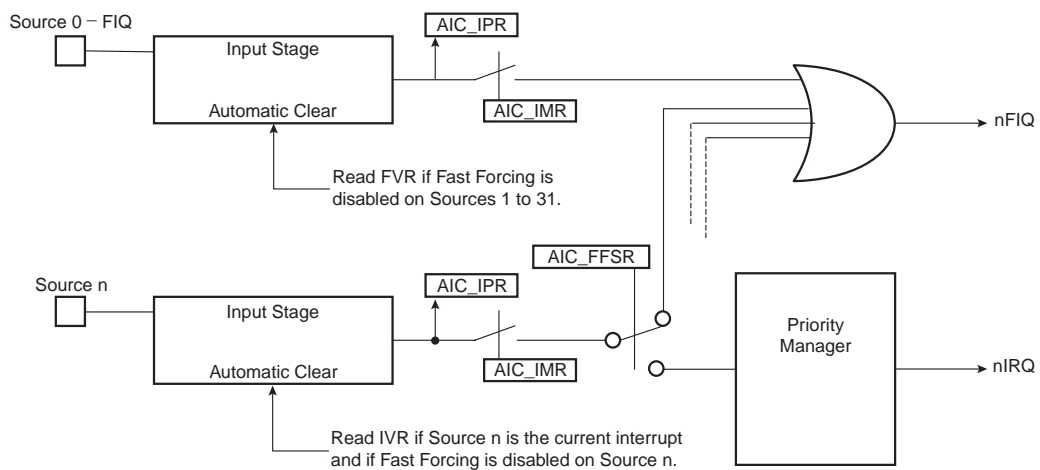 Source 0 – FIQ
AIC_IPR
Input Stage
Automatic Clear
AIC_IMR
nFIQ
Read FVR if Fast Forcing is
disabled on Sources 1 to 31.
AIC_FFSR
Source n
AIC_IPR
Input Stage
Priority
Manager
Automatic Clear
AIC_IMR
nIRQ
Read IVR if Source n is the current interrupt
and if Fast Forcing is disabled on Source n.